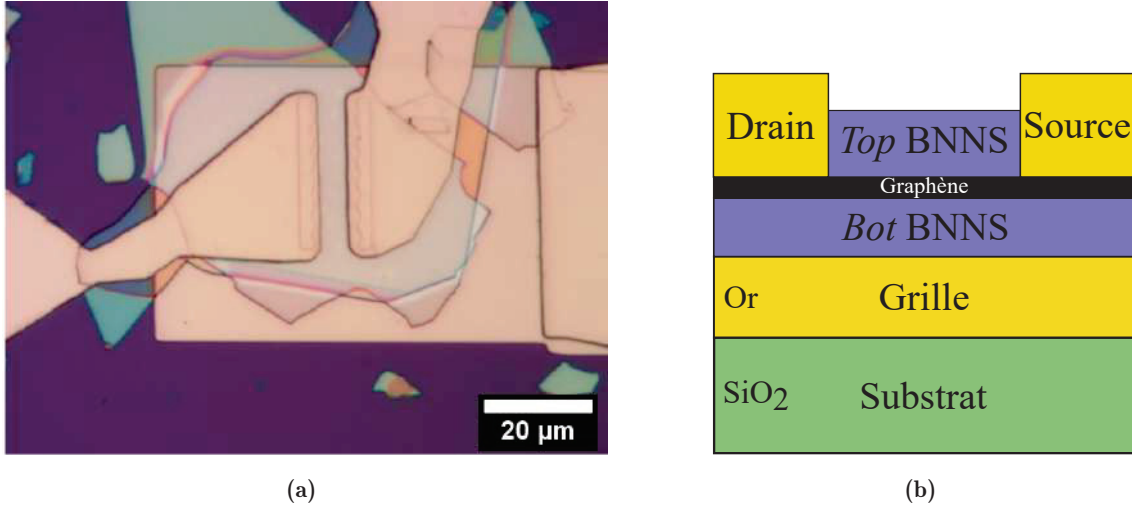 20 µm
(a)
Drain
Top BNNS
Source
Graphène
Bot BNNS
Or
Grille
SiO2
Substrat
(b)